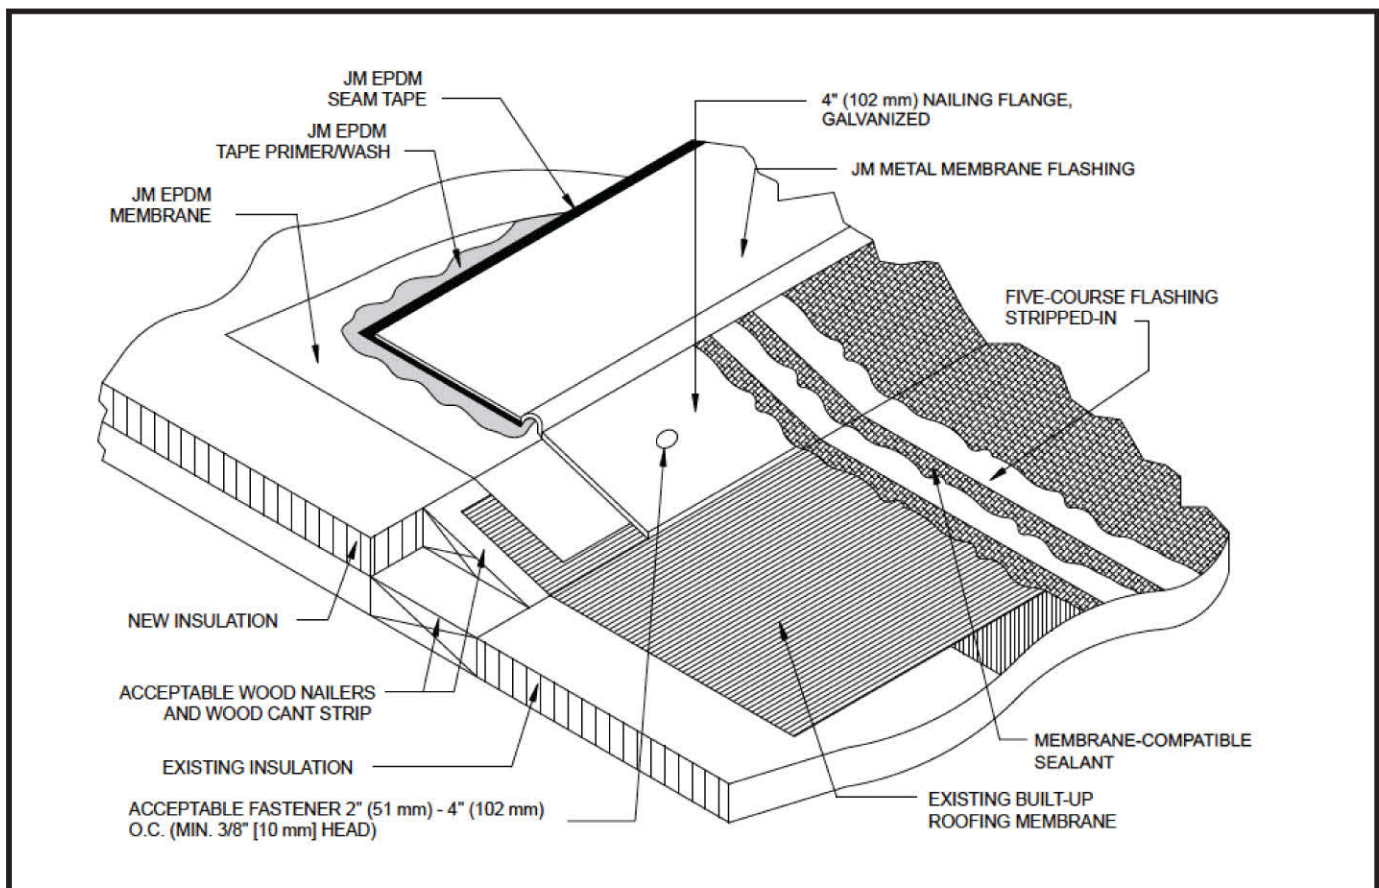 JM EPDM
SEAM TAPE
4" (102 mm) NAILING FLANGE,
GALVANIZED
JM EPDM
TAPE PRIMER/WASH
JM METAL MEMBRANE FLASHING
JM EPDM
MEMBRANE
FIVE-COURSE FLASHING
STRIPPED-IN
NEW INSULATION
ACCEPTABLE WOOD NAILERS
AND WOOD CANT STRIP
MEMBRANE-COMPATIBLE
SEALANT
EXISTING INSULATION
EXISTING BUILT-UP
ROOFING MEMBRANE
ACCEPTABLE FASTENER 2" (51 mm) - 4" (102 mm)
O.C. (MIN. 3/8" [10 mm] HEAD)